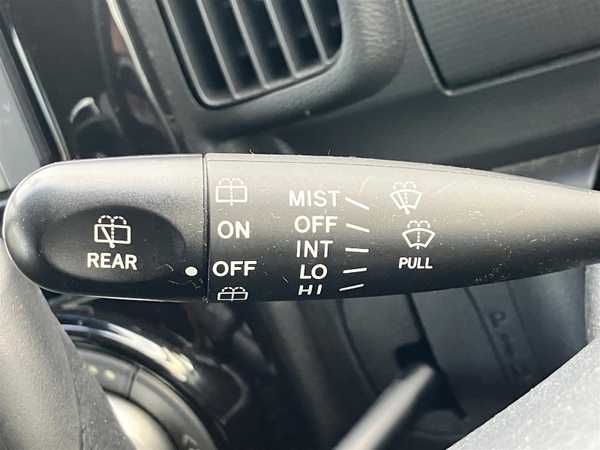 REAR
ON
OFF
MIST
OFF
INT
LO
HI
PULL